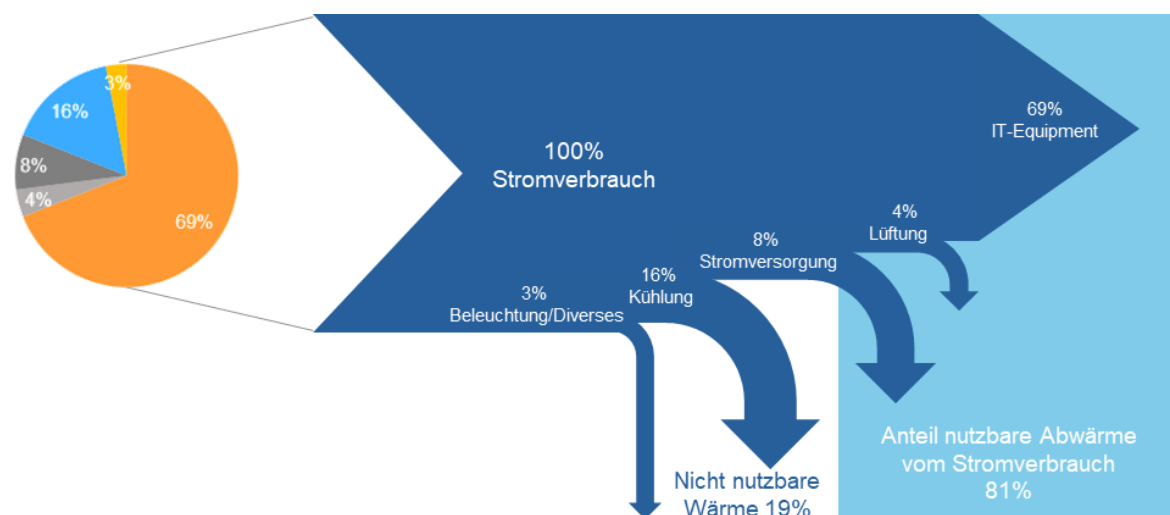 3%
16%
8%
4%
69%
100%
Stromverbrauch
69%
IT-Equipment
4%
Lüftung
8%
Stromversorgung
16%
Kühlung
3%
Beleuchtung/Diverses
Nicht nutzbare
Wärme 19%
Anteil nutzbare Abwärme
vom Stromverbrauch
81%